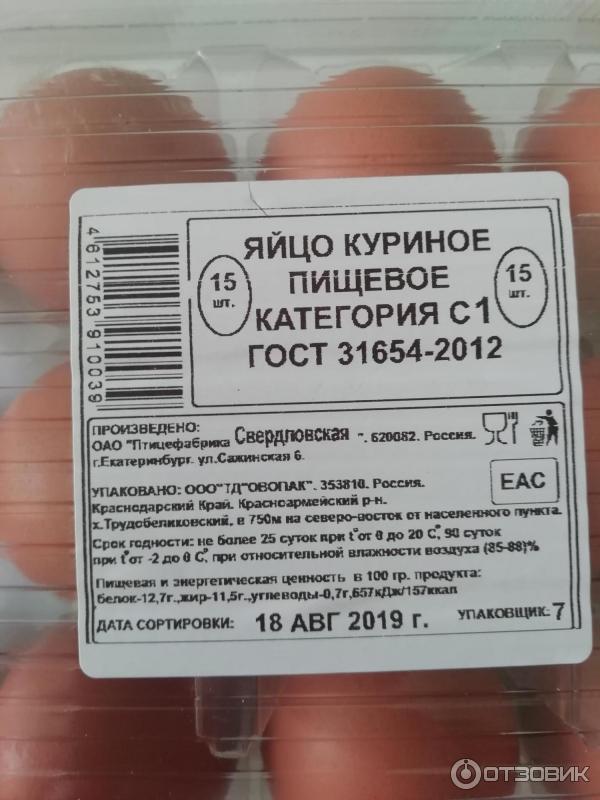 4612753910039
ЯЙЦО КУРИНОЕ
ПИЩЕВОЕ
КАТЕГОРИЯ С1
ГОСТ 31654-2012
15
шт.
15
шт.
ПРОИЗВЕДЕНО:
ОАО "Птицефабрика Свердловская ". 620082. Россия.
г.Екатеринбург. ул.Сажинская 6.
УПАКОВАНО: ООО"ТД"ОВОПАК". 353810. Россия.
Краснодарский Край. Красноармейский р-н.
х.Трудобеликовский, в 750м на северо-восток от населенного пункта.
Срок годности: не более 25 суток при t°от 0 до 20 С°, 90 суток
при t°от -2 до 0 С°, при относительной влажности воздуха (85-88)%
Пищевая и энергетическая ценность в 100 гр. продукта:
белок-12,7г.,жир-11,5г.,углеводы-0,7г,657кДж/157ккал
ДАТА СОРТИРОВКИ: 18 АВГ 2019 г. УПАКОВЩИК: 7
EAC
ОТЗОВИК